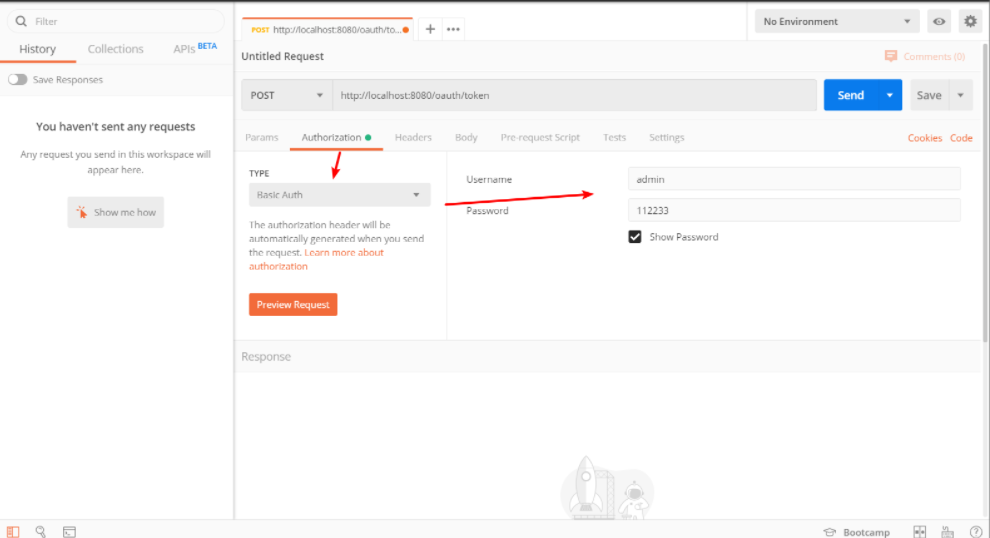 Filter
History
Collections
APIs BETA
Save Responses
You haven't sent any requests
Any request you send in this workspace will
appear here.
Show me how
POST http://localhost:8080/oauth/to...
No Environment
Untitled Request
Comments (0)
POST
http://localhost:8080/oauth/token
Send
Save
Params
Authorization
Headers
Body
Pre-request Script
Tests
Settings
Cookies
Code
TYPE
Basic Auth
The authorization header will be
automatically generated when you send
the request. Learn more about
authorization
Preview Request
Username
admin
Password
112233
Show Password
Response
Bootcamp